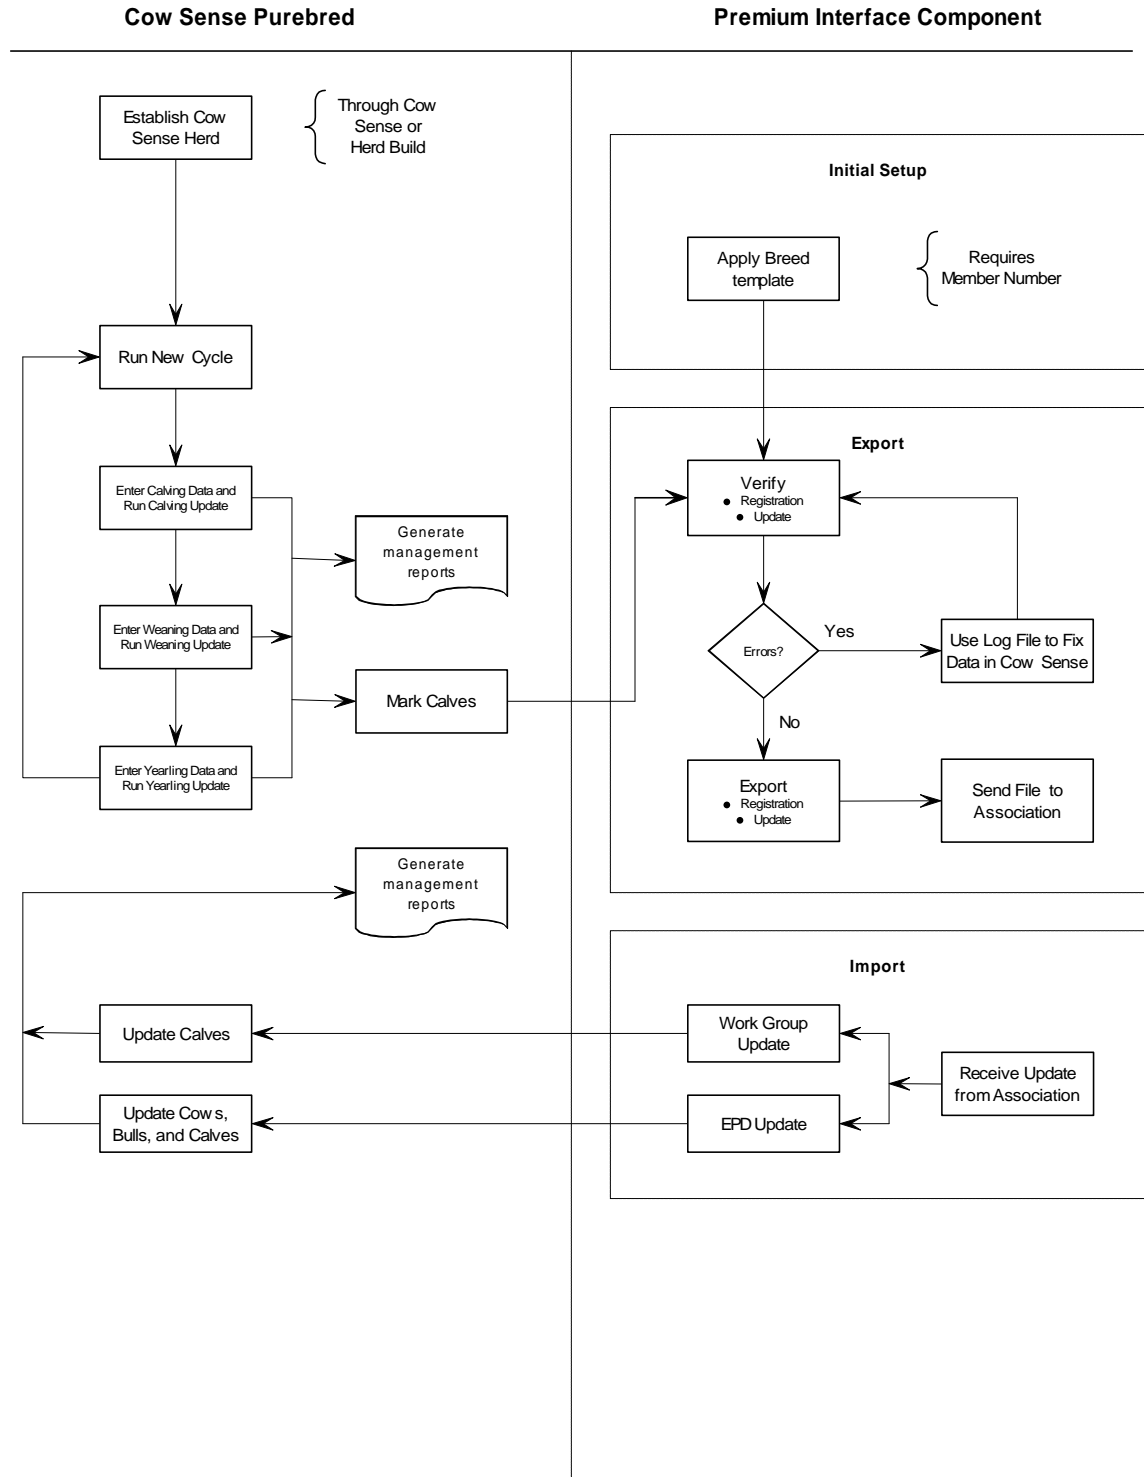 Cow Sense Purebred
Premium Interface Component
Establish Cow
Sense Herd
Through Cow
Sense or
Herd Build
Run New Cycle
Enter Calving Data and
Run Calving Update
Generate
management
reports
Enter Weaning Data and
Run Weaning Update
Mark Calves
Enter Yearling Data and
Run Yearling Update
Generate
management
reports
Update Calves
Update Cows,
Bulls, and Calves
Initial Setup
Apply Breed
template
Requires
Member Number
Export
Verify
● Registration
● Update
Errors?
Yes
Use Log File to Fix
Data in Cow Sense
No
Export
● Registration
● Update
Send File to
Association
Import
Work Group
Update
Receive Update
from Association
EPD Update